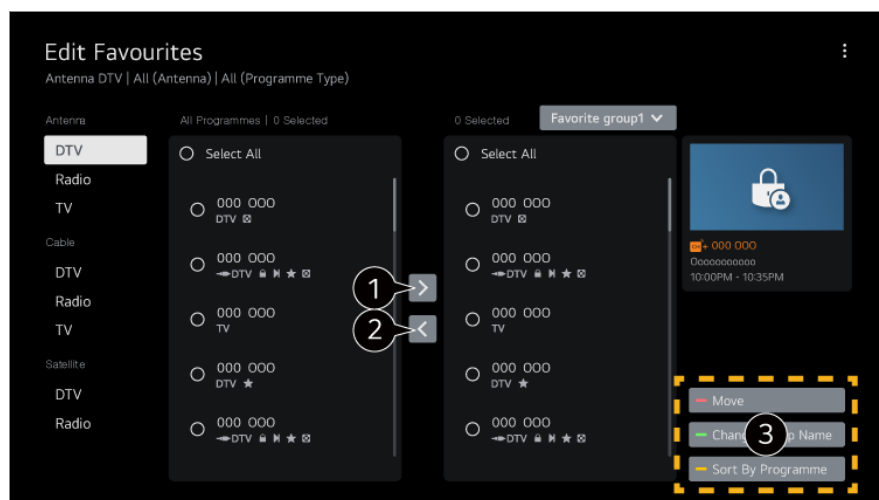 Edit Favourites
Antenna DTV | All (Antenna) | All (Programme Type)
Antenna
DTV
Radio
TV
Cable
DTV
Radio
TV
Satellite
DTV
Radio
All Programmes | 0 Selected
Select All
000 000
DTV
000 000
DTV
000 000
TV
000 000
DTV
000 000
DTV
1
2
0 Selected
Favorite group1
Select All
000 000
DTV
000 000
DTV
000 000
TV
000 000
DTV
000 000
DTV
+ 000 000
Oooooooooo
10:00PM - 10:35PM
Move
3
Name
Sort By Programme